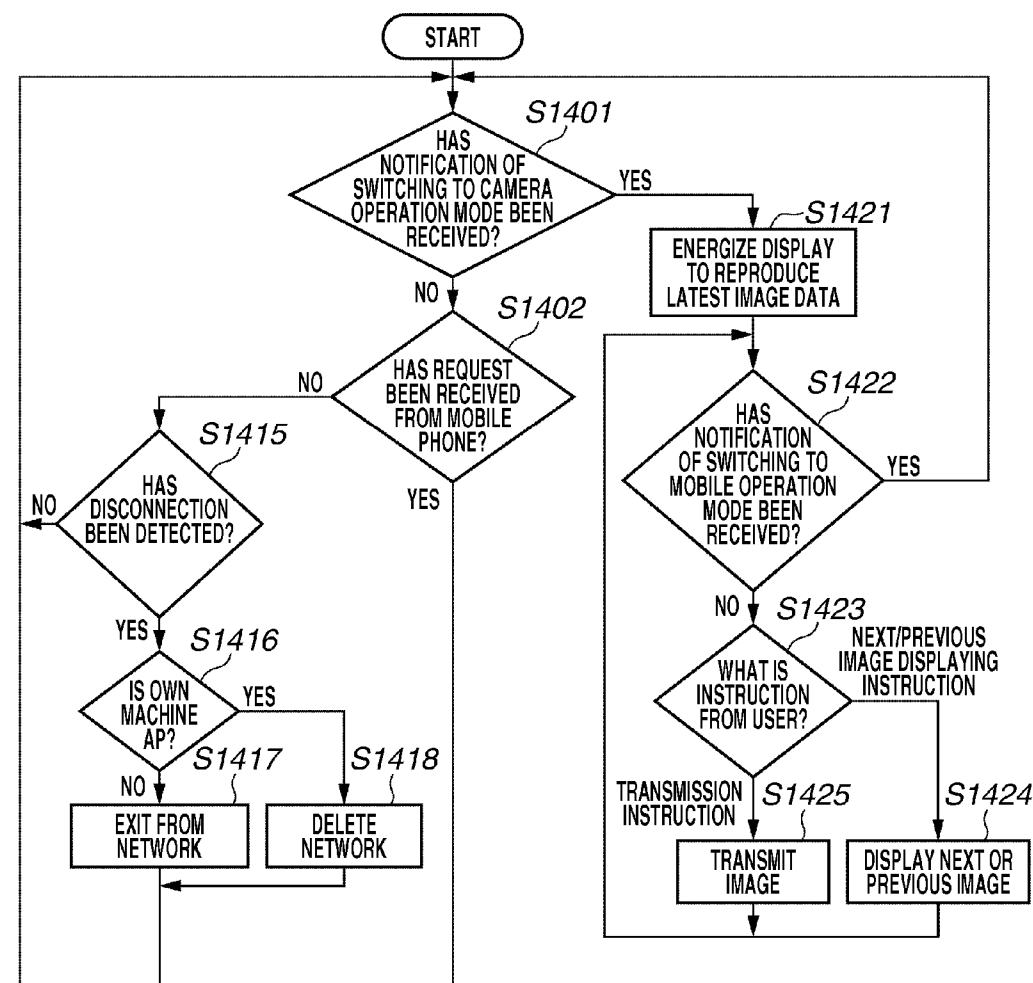 START
S1401
HAS
NOTIFICATION OF
SWITCHING TO CAMERA
OPERATION MODE BEEN
RECEIVED?
YES
NO
S1421
ENERGIZE DISPLAY
TO REPRODUCE
LATEST IMAGE DATA
S1402
HAS REQUEST
BEEN RECEIVED
FROM MOBILE
PHONE?
NO
YES
S1415
HAS
DISCONNECTION
BEEN DETECTED?
NO
YES
S1422
HAS
NOTIFICATION
OF SWITCHING TO
MOBILE OPERATION
MODE BEEN
RECEIVED?
YES
NO
S1416
IS OWN
MACHINE
AP?
YES
NO
S1417
EXIT FROM
NETWORK
S1418
DELETE
NETWORK
S1423
WHAT IS
INSTRUCTION
FROM USER?
NEXT/PREVIOUS
IMAGE DISPLAYING
INSTRUCTION
TRANSMISSION
INSTRUCTION
S1425
TRANSMIT
IMAGE
S1424
DISPLAY NEXT OR
PREVIOUS IMAGE